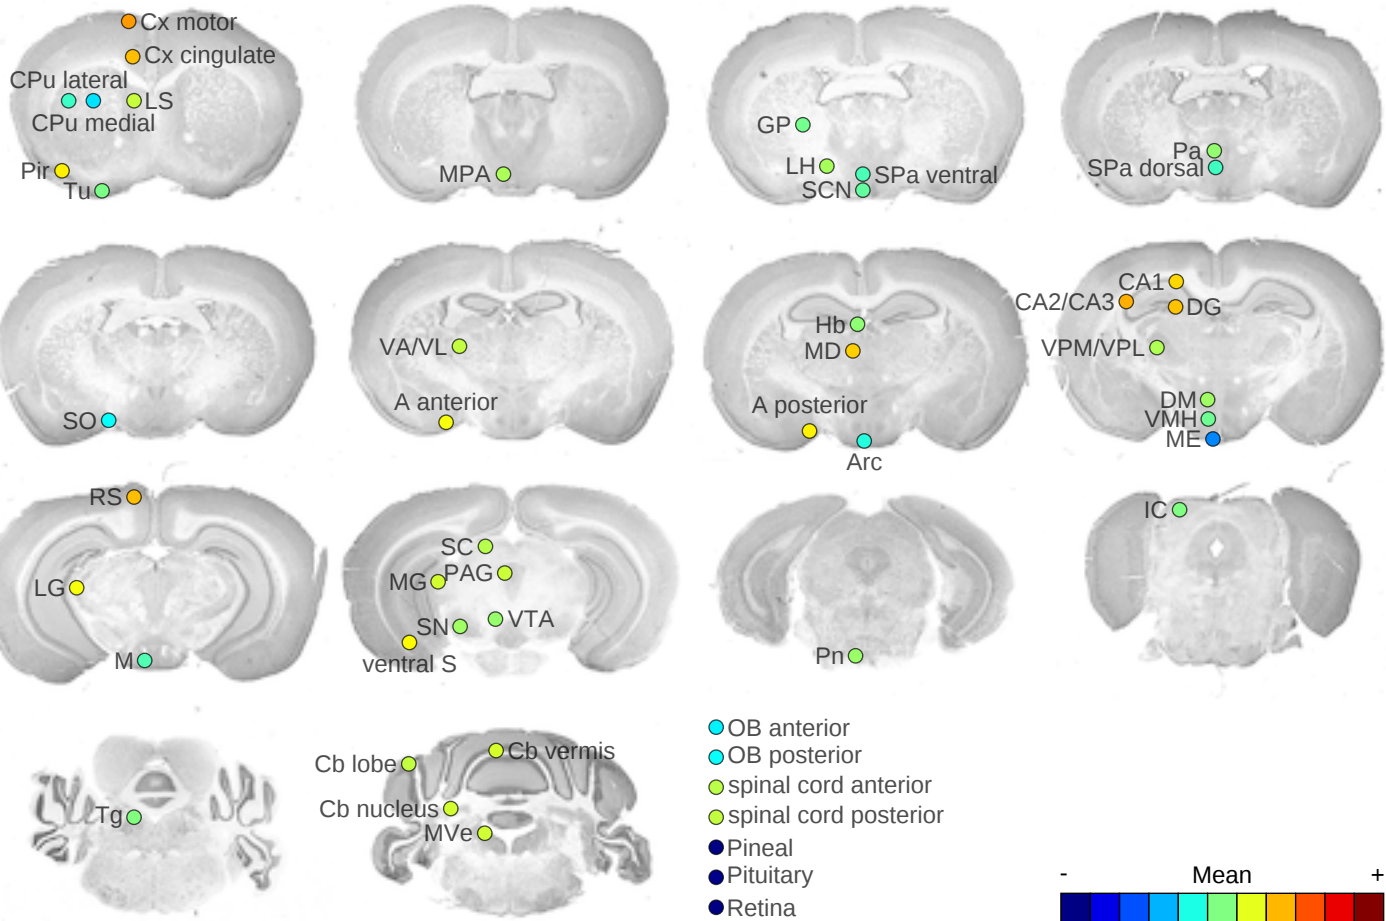 Cx motor
Cx cingulate
CPu lateral
LS
CPu medial
Pir
Tu
MPA
GP
LH
SPa ventral
SCN
Pa
SPa dorsal
SO
VA/VL
A anterior
Hb
MD
A posterior
Arc
CA1
CA2/CA3
DG
VPM/VPL
DM
VMH
ME
RS
LG
M
SC
MG
PAG
SN
VTA
ventral S
Pn
IC
Tg
Cb lobe
Cb vermis
Cb nucleus
MVe
OB anterior
OB posterior
spinal cord anterior
spinal cord posterior
Pineal
Pituitary
Retina
- Mean +